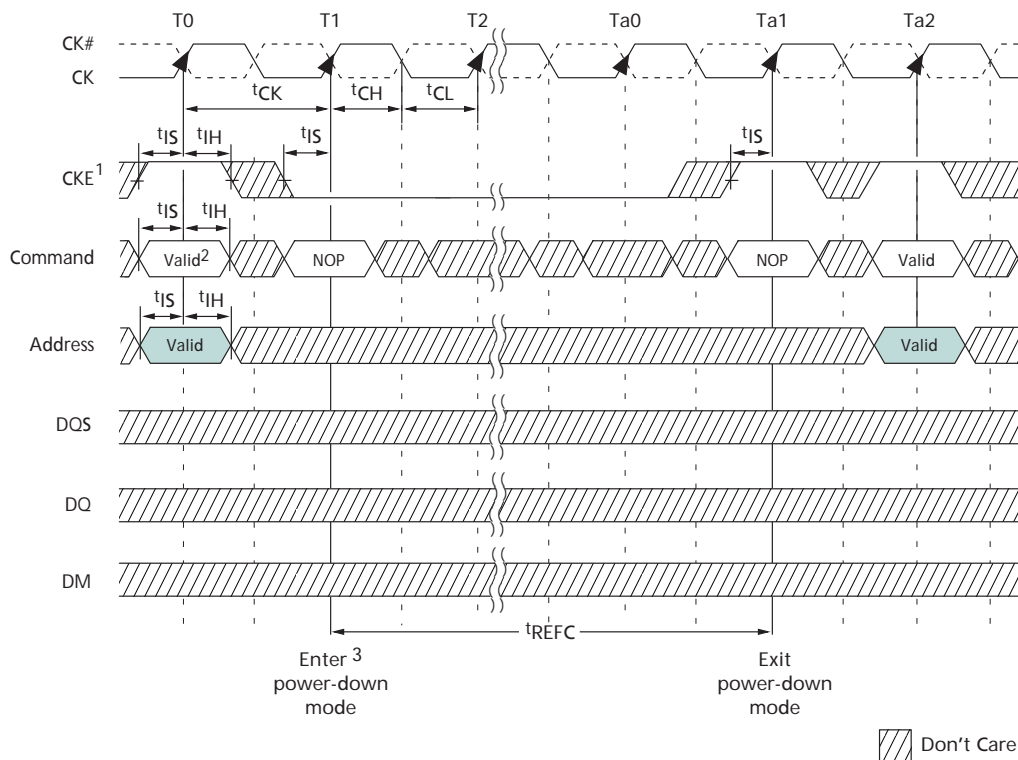 T0 T1 T2 Ta0 Ta1 Ta2
CK#
CK
tCK tCH tCL
tIS tIH tIS tIS
CKE1
tIS tIH
Command Valid2 NOP NOP Valid
tIS tIH
Address Valid Valid
DQS
DQ
DM
tREFC
Enter 3
power-down
mode
Exit
power-down
mode
Don't Care